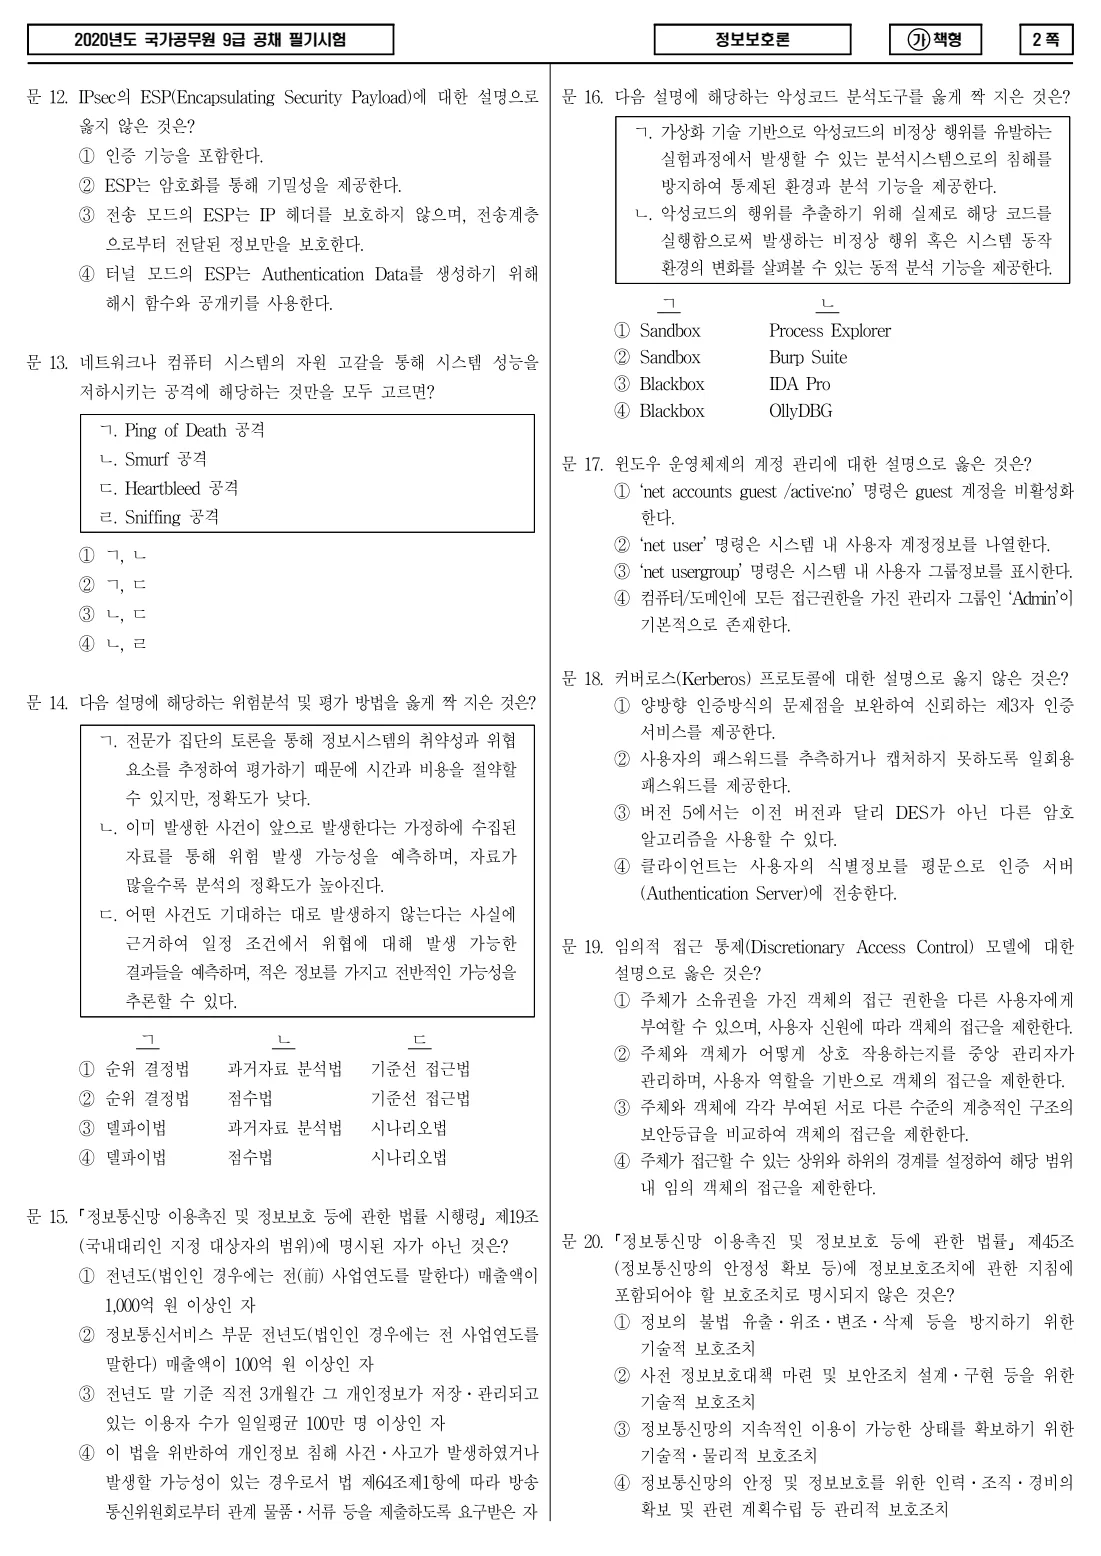 2020년도 국가공무원 9급 공채 필기시험
정보보호론
㉮ 책형
2 쪽
문 12. IPsec의 ESP(Encapsulating Security Payload)에 대한 설명으로
옳지 않은 것은?
① 인증 기능을 포함한다.
② ESP는 암호화를 통해 기밀성을 제공한다.
③ 전송 모드의 ESP는 IP 헤더를 보호하지 않으며, 전송계층
으로부터 전달된 정보만을 보호한다.
④ 터널 모드의 ESP는 Authentication Data를 생성하기 위해
해시 함수와 공개키를 사용한다.
문 13. 네트워크나 컴퓨터 시스템의 자원 고갈을 통해 시스템 성능을
저하시키는 공격에 해당하는 것만을 모두 고르면?
ㄱ. Ping of Death 공격
ㄴ. Smurf 공격
ㄷ. Heartbleed 공격
ㄹ. Sniffing 공격
① ㄱ, ㄴ
② ㄱ, ㄷ
③ ㄴ, ㄷ
④ ㄴ, ㄹ
문 14. 다음 설명에 해당하는 위험분석 및 평가 방법을 옳게 짝 지은 것은?
ㄱ. 전문가 집단의 토론을 통해 정보시스템의 취약성과 위협
요소를 추정하여 평가하기 때문에 시간과 비용을 절약할
수 있지만, 정확도가 낮다.
ㄴ. 이미 발생한 사건이 앞으로 발생한다는 가정하에 수집된
자료를 통해 위험 발생 가능성을 예측하며, 자료가
많을수록 분석의 정확도가 높아진다.
ㄷ. 어떤 사건도 기대하는 대로 발생하지 않는다는 사실에
근거하여 일정 조건에서 위협에 대해 발생 가능한
결과들을 예측하며, 적은 정보를 가지고 전반적인 가능성을
추론할 수 있다.
ㄱ ㄴ ㄷ
① 순위 결정법 과거자료 분석법 기준선 접근법
② 순위 결정법 점수법 기준선 접근법
③ 델파이법 과거자료 분석법 시나리오법
④ 델파이법 점수법 시나리오법
문 15. 「정보통신망 이용촉진 및 정보보호 등에 관한 법률 시행령」 제19조
(국내대리인 지정 대상자의 범위)에 명시된 자가 아닌 것은?
① 전년도(법인인 경우에는 전(前) 사업연도를 말한다) 매출액이
1,000억 원 이상인 자
② 정보통신서비스 부문 전년도(법인인 경우에는 전 사업연도를
말한다) 매출액이 100억 원 이상인 자
③ 전년도 말 기준 직전 3개월간 그 개인정보가 저장·관리되고
있는 이용자 수가 일일평균 100만 명 이상인 자
④ 이 법을 위반하여 개인정보 침해 사건·사고가 발생하였거나
발생할 가능성이 있는 경우로서 법 제64조제1항에 따라 방송
통신위원회로부터 관계 물품·서류 등을 제출하도록 요구받은 자
문 16. 다음 설명에 해당하는 악성코드 분석도구를 옳게 짝 지은 것은?
ㄱ. 가상화 기술 기반으로 악성코드의 비정상 행위를 유발하는
실험과정에서 발생할 수 있는 분석시스템으로의 침해를
방지하여 통제된 환경과 분석 기능을 제공한다.
ㄴ. 악성코드의 행위를 추출하기 위해 실제로 해당 코드를
실행함으로써 발생하는 비정상 행위 혹은 시스템 동작
환경의 변화를 살펴볼 수 있는 동적 분석 기능을 제공한다.
ㄱ ㄴ
① Sandbox Process Explorer
② Sandbox Burp Suite
③ Blackbox IDA Pro
④ Blackbox OllyDBG
문 17. 윈도우 운영체제의 계정 관리에 대한 설명으로 옳은 것은?
① ‘net accounts guest /active:no’ 명령은 guest 계정을 비활성화
한다.
② ‘net user’ 명령은 시스템 내 사용자 계정정보를 나열한다.
③ ‘net usergroup’ 명령은 시스템 내 사용자 그룹정보를 표시한다.
④ 컴퓨터/도메인에 모든 접근권한을 가진 관리자 그룹인 ‘Admin’이
기본적으로 존재한다.
문 18. 커버로스(Kerberos) 프로토콜에 대한 설명으로 옳지 않은 것은?
① 양방향 인증방식의 문제점을 보완하여 신뢰하는 제3자 인증
서비스를 제공한다.
② 사용자의 패스워드를 추측하거나 캡처하지 못하도록 일회용
패스워드를 제공한다.
③ 버전 5에서는 이전 버전과 달리 DES가 아닌 다른 암호
알고리즘을 사용할 수 있다.
④ 클라이언트는 사용자의 식별정보를 평문으로 인증 서버
(Authentication Server)에 전송한다.
문 19. 임의적 접근 통제(Discretionary Access Control) 모델에 대한
설명으로 옳은 것은?
① 주체가 소유권을 가진 객체의 접근 권한을 다른 사용자에게
부여할 수 있으며, 사용자 신원에 따라 객체의 접근을 제한한다.
② 주체와 객체가 어떻게 상호 작용하는지를 중앙 관리자가
관리하며, 사용자 역할을 기반으로 객체의 접근을 제한한다.
③ 주체와 객체에 각각 부여된 서로 다른 수준의 계층적인 구조의
보안등급을 비교하여 객체의 접근을 제한한다.
④ 주체가 접근할 수 있는 상위와 하위의 경계를 설정하여 해당 범위
내 임의 객체의 접근을 제한한다.
문 20. 「정보통신망 이용촉진 및 정보보호 등에 관한 법률」 제45조
(정보통신망의 안정성 확보 등)에 정보보호조치에 관한 지침에
포함되어야 할 보호조치로 명시되지 않은 것은?
① 정보의 불법 유출·위조·변조·삭제 등을 방지하기 위한
기술적 보호조치
② 사전 정보보호대책 마련 및 보안조치 설계·구현 등을 위한
기술적 보호조치
③ 정보통신망의 지속적인 이용이 가능한 상태를 확보하기 위한
기술적·물리적 보호조치
④ 정보통신망의 안정 및 정보보호를 위한 인력·조직·경비의
확보 및 관련 계획수립 등 관리적 보호조치